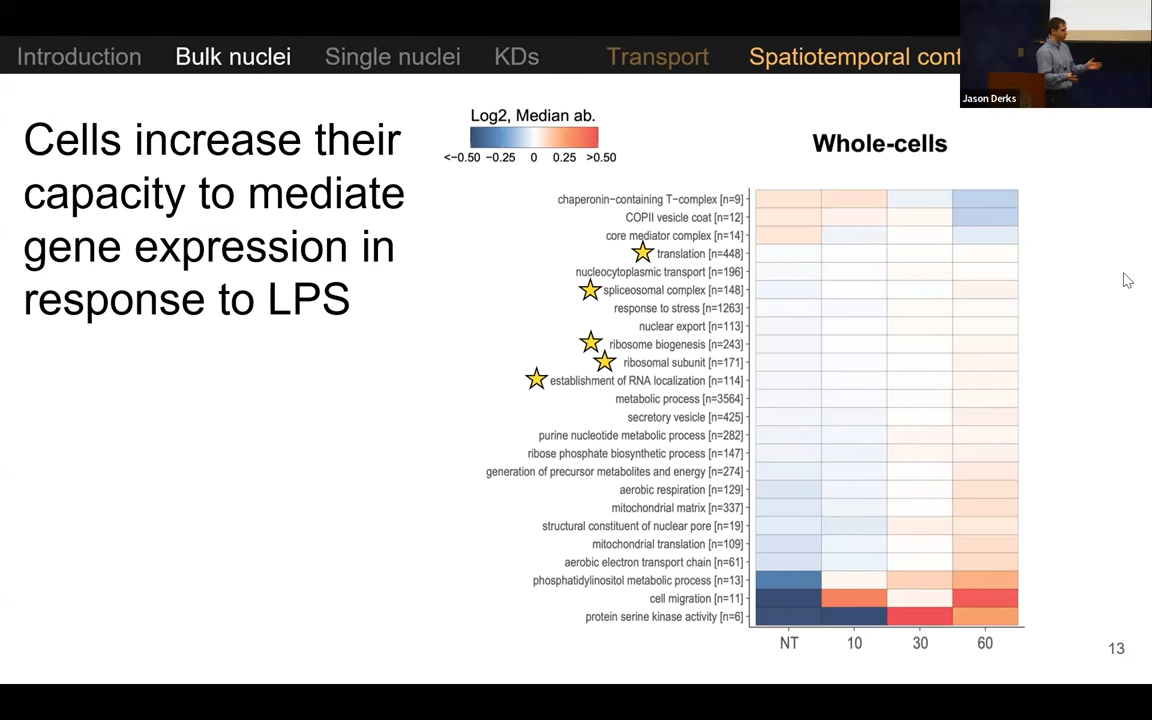 Introduction Bulk nuclei Single nuclei KDs Transport Spatiotemporal cont
Jason Derks
Cells increase their
capacity to mediate
gene expression in
response to LPS
Log2, Median ab.
<−0.50 −0.25 0 0.25 >0.50
Whole-cells
chaperonin−containing T−complex [n=9]
COPII vesicle coat [n=12]
core mediator complex [n=14]
translation [n=448]
nucleocytoplasmic transport [n=196]
spliceosomal complex [n=148]
response to stress [n=1263]
nuclear export [n=113]
ribosome biogenesis [n=243]
ribosomal subunit [n=171]
establishment of RNA localization [n=114]
metabolic process [n=3564]
secretory vesicle [n=425]
purine nucleotide metabolic process [n=282]
ribose phosphate biosynthetic process [n=147]
generation of precursor metabolites and energy [n=274]
aerobic respiration [n=129]
mitochondrial matrix [n=337]
structural constituent of nuclear pore [n=19]
mitochondrial translation [n=109]
aerobic electron transport chain [n=61]
phosphatidylinositol metabolic process [n=13]
cell migration [n=11]
protein serine kinase activity [n=6]
NT 10 30 60
13